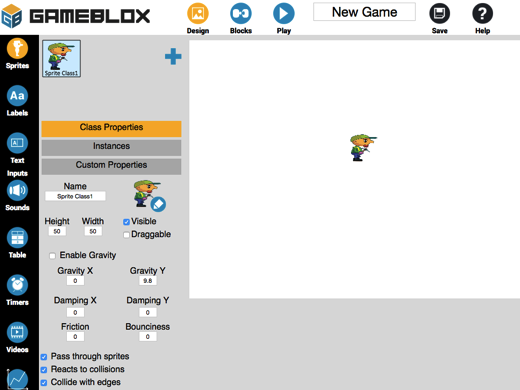 GAMEBLOX
Design
Blocks
Play
New Game
Save
Help
Sprites
Aa
Labels
A
Text
Inputs
Sounds
Table
Timers
Videos
Sprite Class1
Class Properties
Instances
Custom Properties
Name
Sprite Class1
Height Width
50 50
Visible
Draggable
Enable Gravity
Gravity X Gravity Y
0 9.8
Damping X Damping Y
0 0
Friction Bounciness
0 0
Pass through sprites
Reacts to collisions
Collide with edges